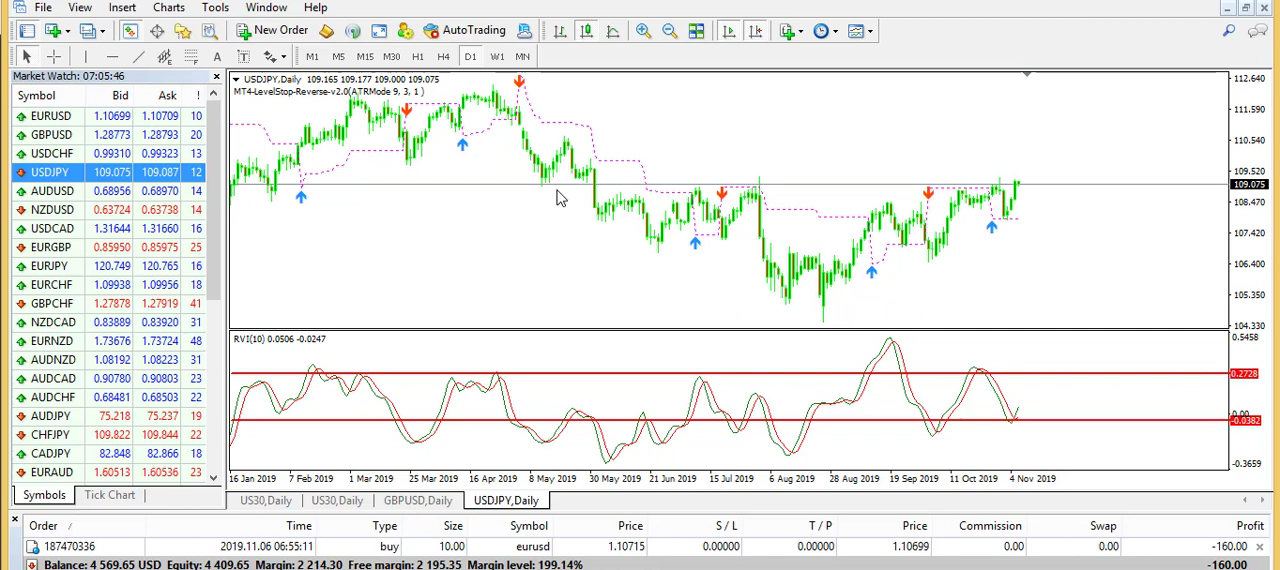 File View Insert Charts Tools Window Help
New Order AutoTrading
A T M1 M5 M15 M30 H1 H4 D1 W1 MN
Market Watch: 07:05:46
Symbol Bid Ask !
EURUSD 1.10699 1.10709 10
GBPUSD 1.28773 1.28793 20
USDCHF 0.99310 0.99323 13
USDJPY 109.075 109.087 12
AUDUSD 0.68956 0.68970 14
NZDUSD 0.63724 0.63738 14
USDCAD 1.31644 1.31660 16
EURGBP 0.85950 0.85975 25
EURJPY 120.749 120.765 16
EURCHF 1.09938 1.09956 18
GBPCHF 1.27878 1.27919 41
NZDCAD 0.83889 0.83920 31
EURNZD 1.73676 1.73724 48
AUDNZD 1.08192 1.08223 31
AUDCAD 0.90780 0.90803 23
AUDCHF 0.68481 0.68503 22
AUDJPY 75.218 75.237 19
CHFJPY 109.822 109.844 22
CADJPY 82.848 82.866 18
EURAUD 1.60513 1.60536 23
Symbols Tick Chart
USDJPY,Daily 109.165 109.177 109.000 109.075
MT4-LevelStop-Reverse-v2.0(ATRMode 9, 3, 1 )
112.640
111.590
110.540
109.520
109.075
108.470
107.420
106.400
105.350
104.330
RVI(10) 0.0506 -0.0247
0.5458
0.2728
0.00
-0.0382
-0.3659
16 Jan 2019 7 Feb 2019 1 Mar 2019 25 Mar 2019 16 Apr 2019 8 May 2019 30 May 2019 21 Jun 2019 15 Jul 2019 6 Aug 2019 28 Aug 2019 19 Sep 2019 11 Oct 2019 4 Nov 2019
US30,Daily US30,Daily GBPUSD,Daily USDJPY,Daily
Order / Time Type Size Symbol Price S / L T / P Price Commission Swap Profit
187470336 2019.11.06 06:55:11 buy 10.00 eurusd 1.10715 0.00000 0.00000 1.10699 0.00 0.00 -160.00
Balance: 4 569.65 USD Equity: 4 409.65 Margin: 2 214.30 Free margin: 2 195.35 Margin level: 199.14% -160.00